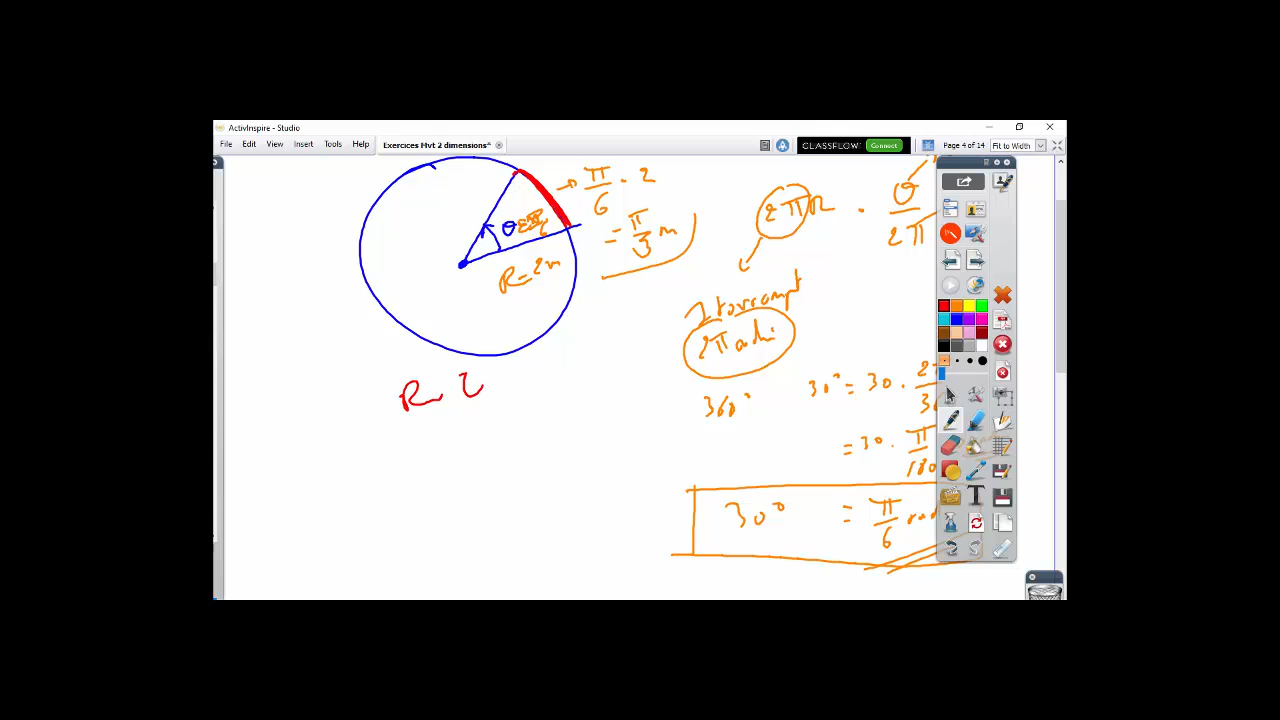 ActivInspire - Studio
File Edit View Insert Tools Help Exercices Mvt 2 dimensions* CLASSFLOW Connect Page 4 of 14 Fit to Width
→ π/6 · 2
= π/3 m
θ = π/6
R = 2m
2πR · θ/2π
360°
30° = 30 ·
= 30 · π/180
30° = π/6 rad
R